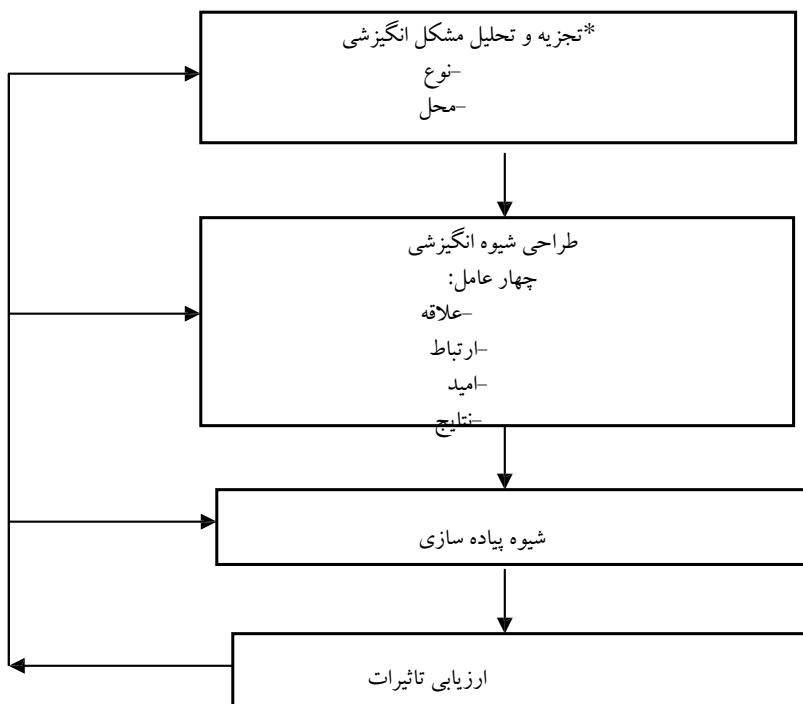 *تجزیه و تحلیل مشکل انگیزشی
-نوع
-محل
طراحی شیوه انگیزشی
چهار عامل:
-علاقه
-ارتباط
-امید
-نتایج
شیوه پیاده سازی
ارزیابی تاثیرات